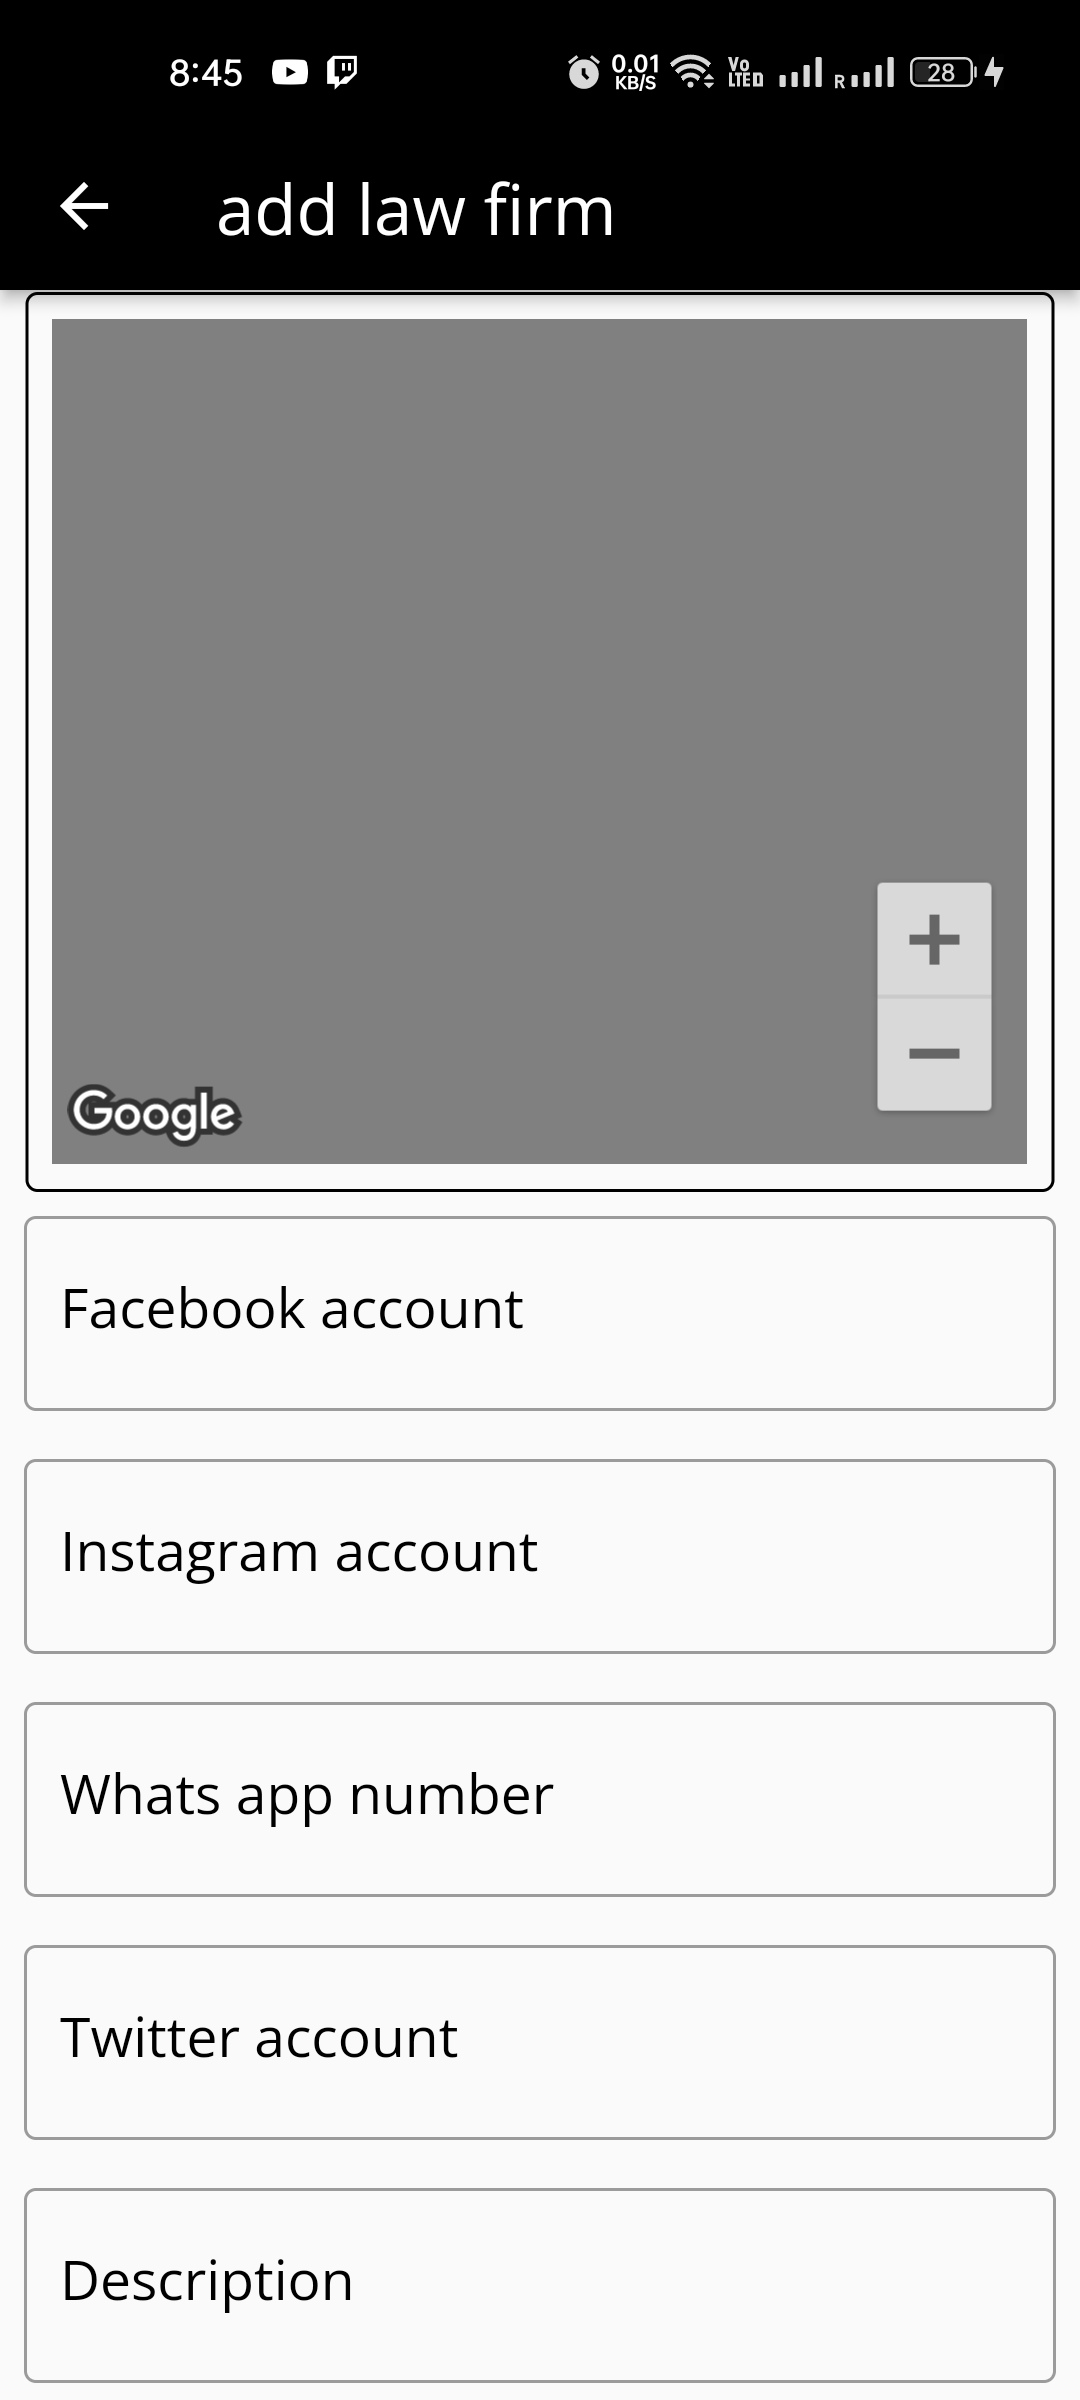 8:45
0.01
KB/S
Vo
LTED
R
28
add law firm
Google
Facebook account
Instagram account
Whats app number
Twitter account
Description